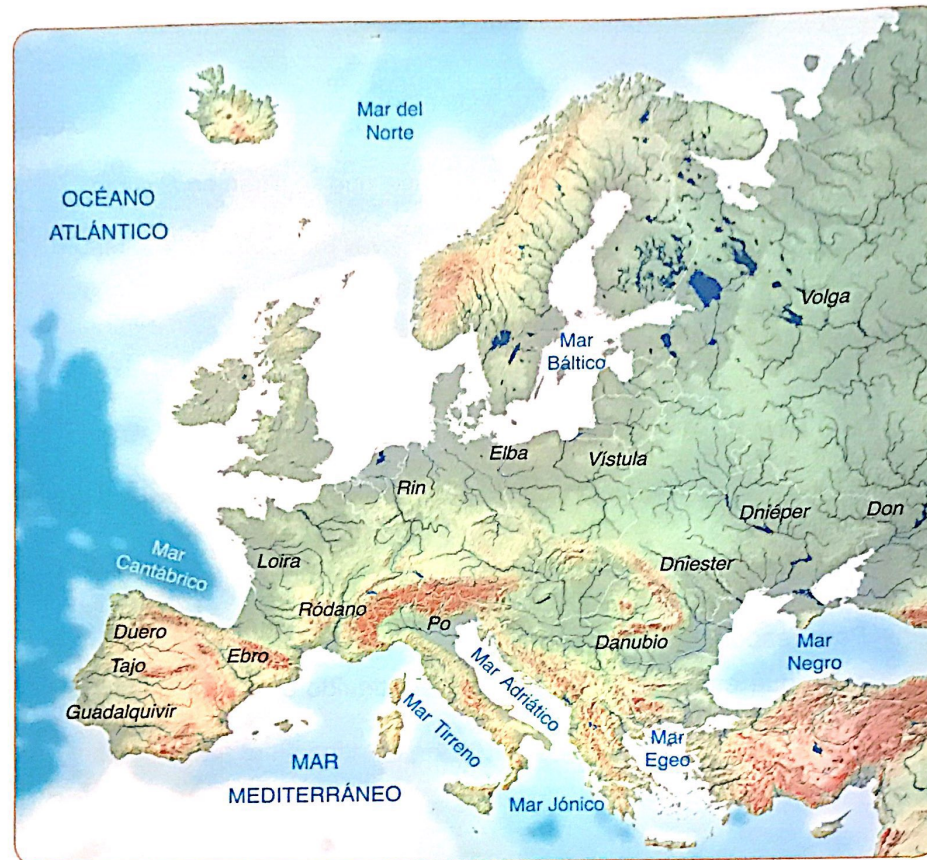 Mar del
Norte
OCÉANO
ATLÁNTICO
Volga
Mar
Báltico
Elba
Vístula
Rin
Dniéper
Don
Mar
Cantábrico
Loira
Dniester
Ródano
Po
Danubio
Duero
Ebro
Tajo
Mar
Negro
Guadalquivir
Mar Adriático
Mar Tirreno
Mar
Egeo
MAR
MEDITERRÁNEO
Mar Jónico